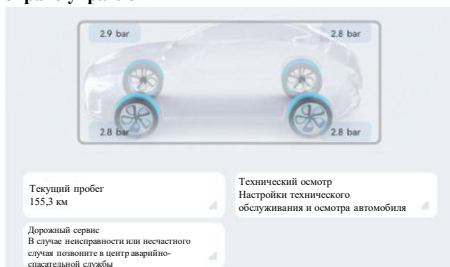 2.9 bar
2.8 bar
2.8 bar
2.8 bar
Текущий пробег
155,3 км
Технический осмотр
Настройки технического
обслуживания и осмотра автомобиля
Дорожный сервис
В случае неисправности или несчастного
случая позвоните в центр аварийно-
спасательной службы